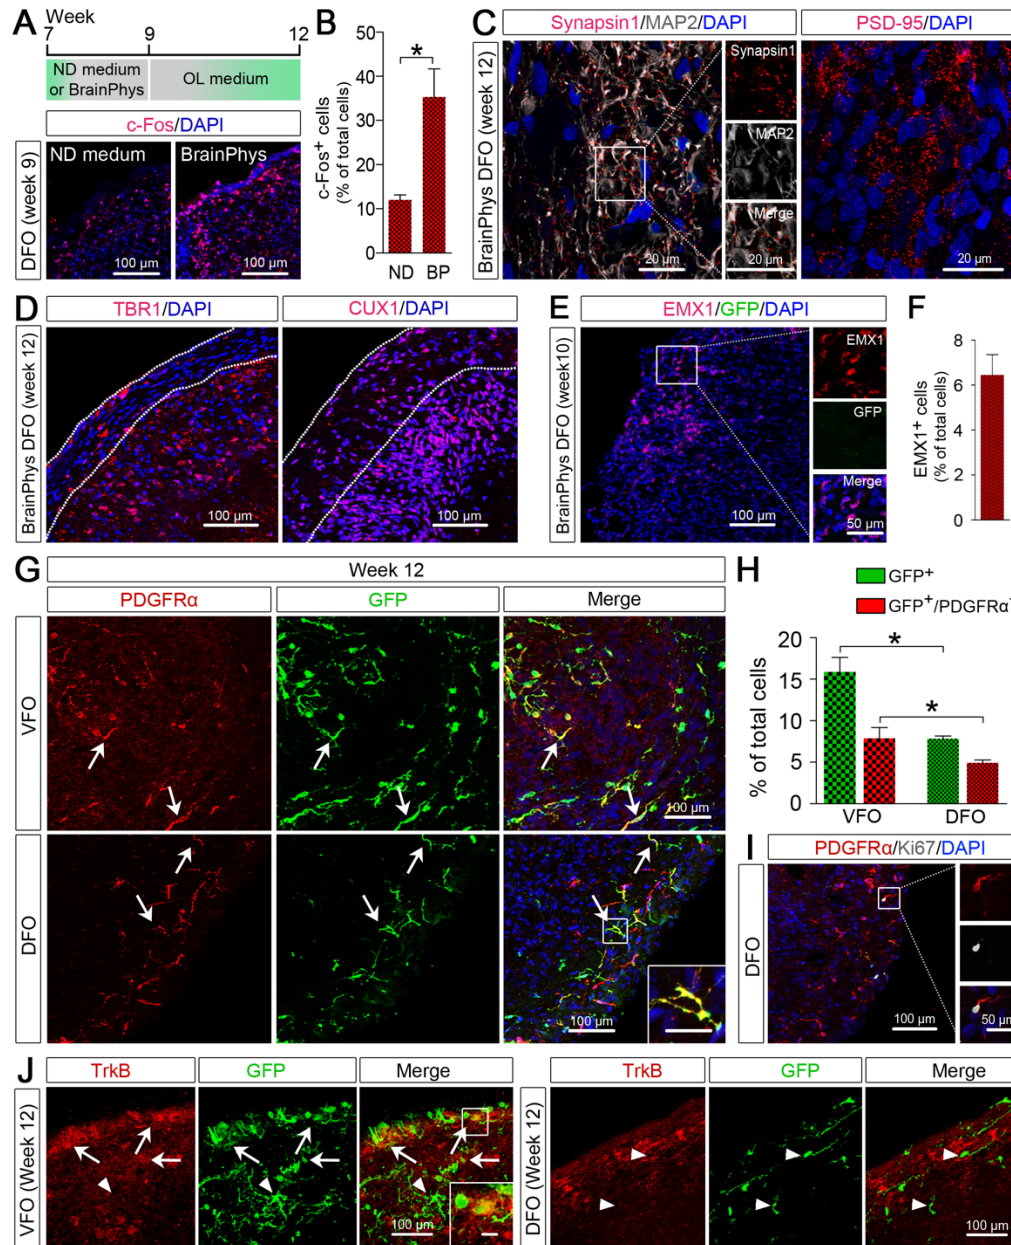 A
Week
7
9
12
ND medium
or BrainPhys
OL medium
c-Fos/DAPI
DFO (week 9)
ND medum
BrainPhys
100 µm
100 µm
B
c-Fos+ cells
(% of total cells)
50
40
30
20
10
0
*
ND
BP
C
Synapsin1/MAP2/DAPI
PSD-95/DAPI
BrainPhys DFO (week 12)
Synapsin1
MAP2
Merge
20 µm
20 µm
20 µm
D
TBR1/DAPI
CUX1/DAPI
BrainPhys DFO (week 12)
100 µm
100 µm
E
EMX1/GFP/DAPI
BrainPhys DFO (week10)
EMX1
GFP
Merge
100 µm
50 µm
F
EMX1+ cells
(% of total cells)
8
6
4
2
0
G
Week 12
PDGFRα
GFP
Merge
VFO
100 µm
DFO
100 µm
H
GFP+
GFP+/PDGFRα+
% of total cells
20
15
10
5
0
*
*
VFO
DFO
I
PDGFRα/Ki67/DAPI
DFO
100 µm
50 µm
J
TrkB
GFP
Merge
VFO (Week 12)
100 µm
TrkB
GFP
Merge
DFO (Week 12)
100 µm